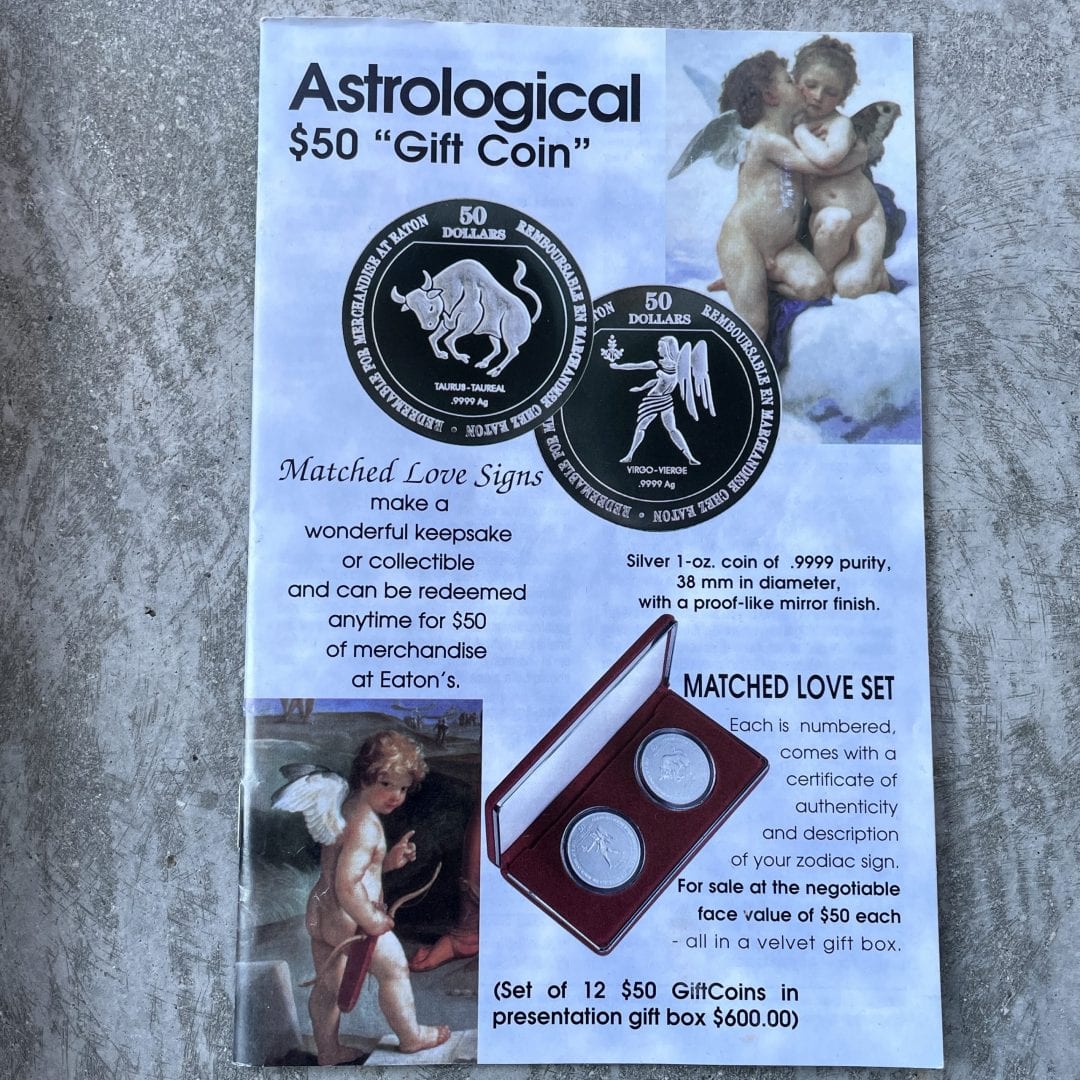 Astrological
$50 “Gift Coin”
50
DOLLARS
REDEEMABLE FOR MERCHANDISE AT EATON
REMBOURSABLE EN MARCHANDISE CHEZ EATON
TAURUS-TAUREAL
.9999 Ag
50
DOLLARS
REDEEMABLE FOR M
TON
REMBOURSABLE EN MARCHANDISE CHEZ EATON
VIRGO-VIERGE
.9999 Ag
Matched Love Signs
make a
wonderful keepsake
or collectible
and can be redeemed
anytime for $50
of merchandise
at Eaton’s.
Silver 1-oz. coin of .9999 purity,
38 mm in diameter,
with a proof-like mirror finish.
MATCHED LOVE SET
Each is numbered,
comes with a
certificate of
authenticity
and description
of your zodiac sign.
For sale at the negotiable
face value of $50 each
- all in a velvet gift box.
(Set of 12 $50 GiftCoins in
presentation gift box $600.00)